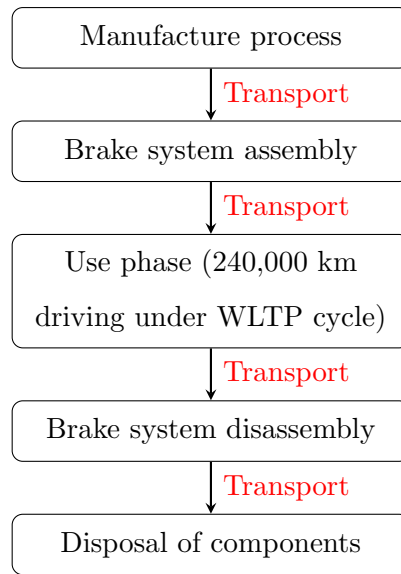 Manufacture process
Transport
Brake system assembly
Transport
Use phase (240,000 km
driving under WLTP cycle)
Transport
Brake system disassembly
Transport
Disposal of components